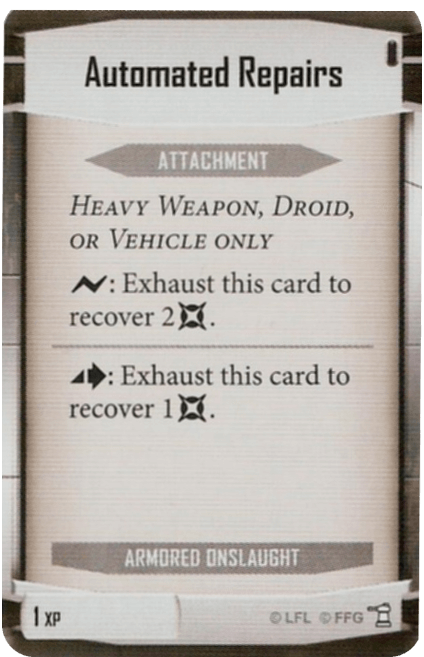 Automated Repairs
ATTACHMENT
HEAVY WEAPON, DROID,
OR VEHICLE ONLY
: Exhaust this card to
recover 2.
: Exhaust this card to
recover 1.
ARMORED ONSLAUGHT
1 XP
©LFL ©FFG